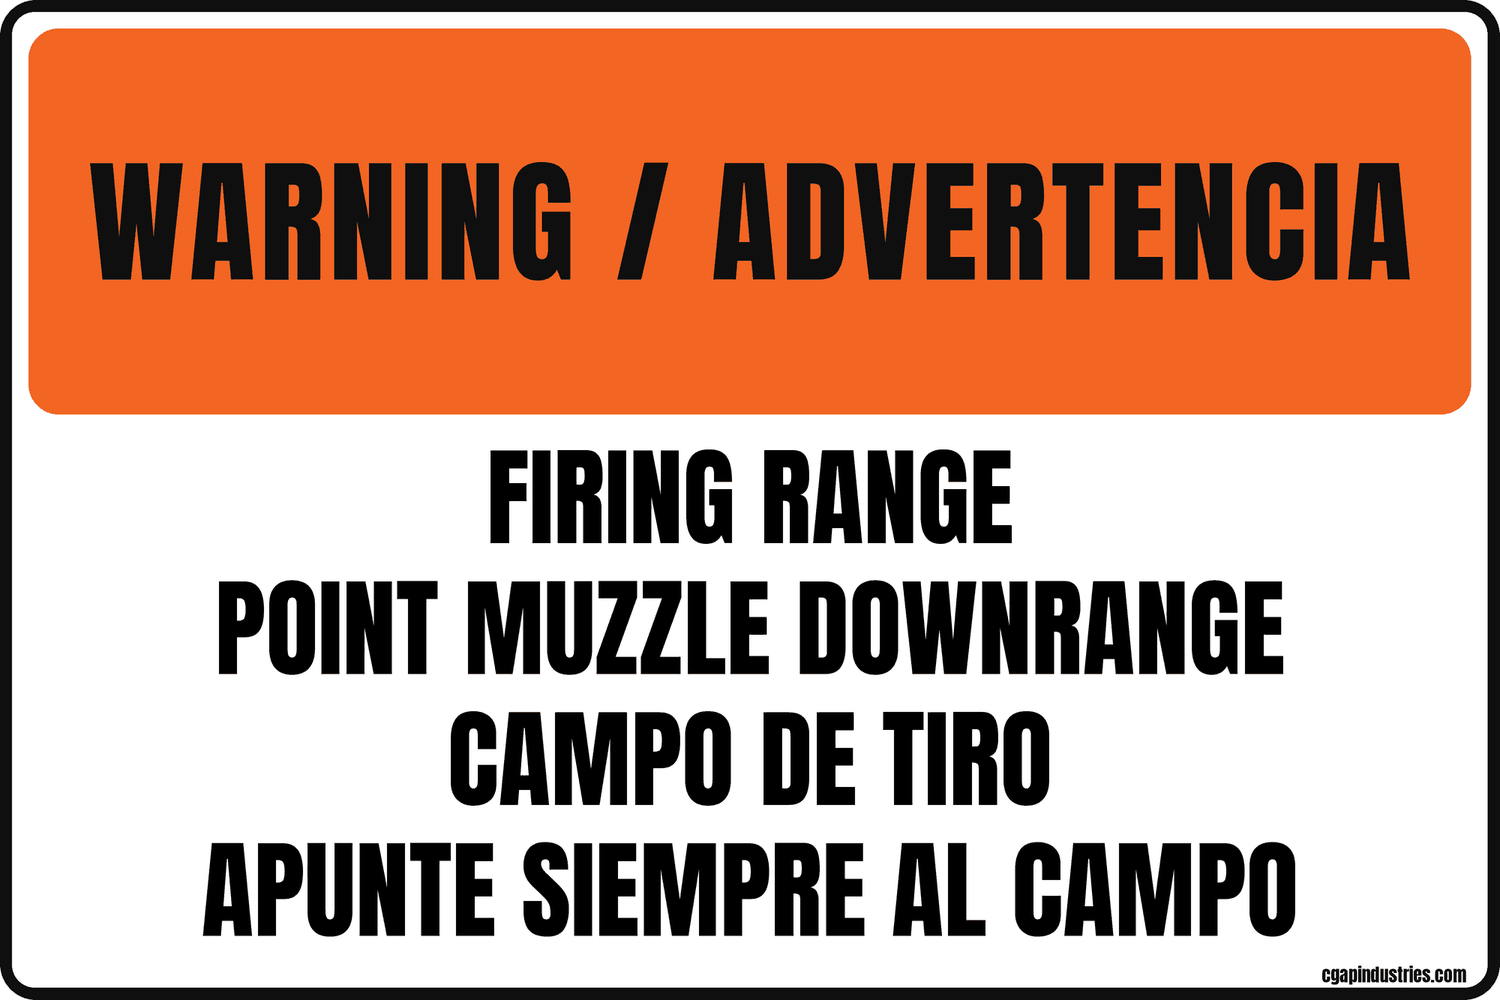 WARNING / ADVERTENCIA
FIRING RANGE
POINT MUZZLE DOWNRANGE
CAMPO DE TIRO
APUNTE SIEMPRE AL CAMPO
cgapindustries.com